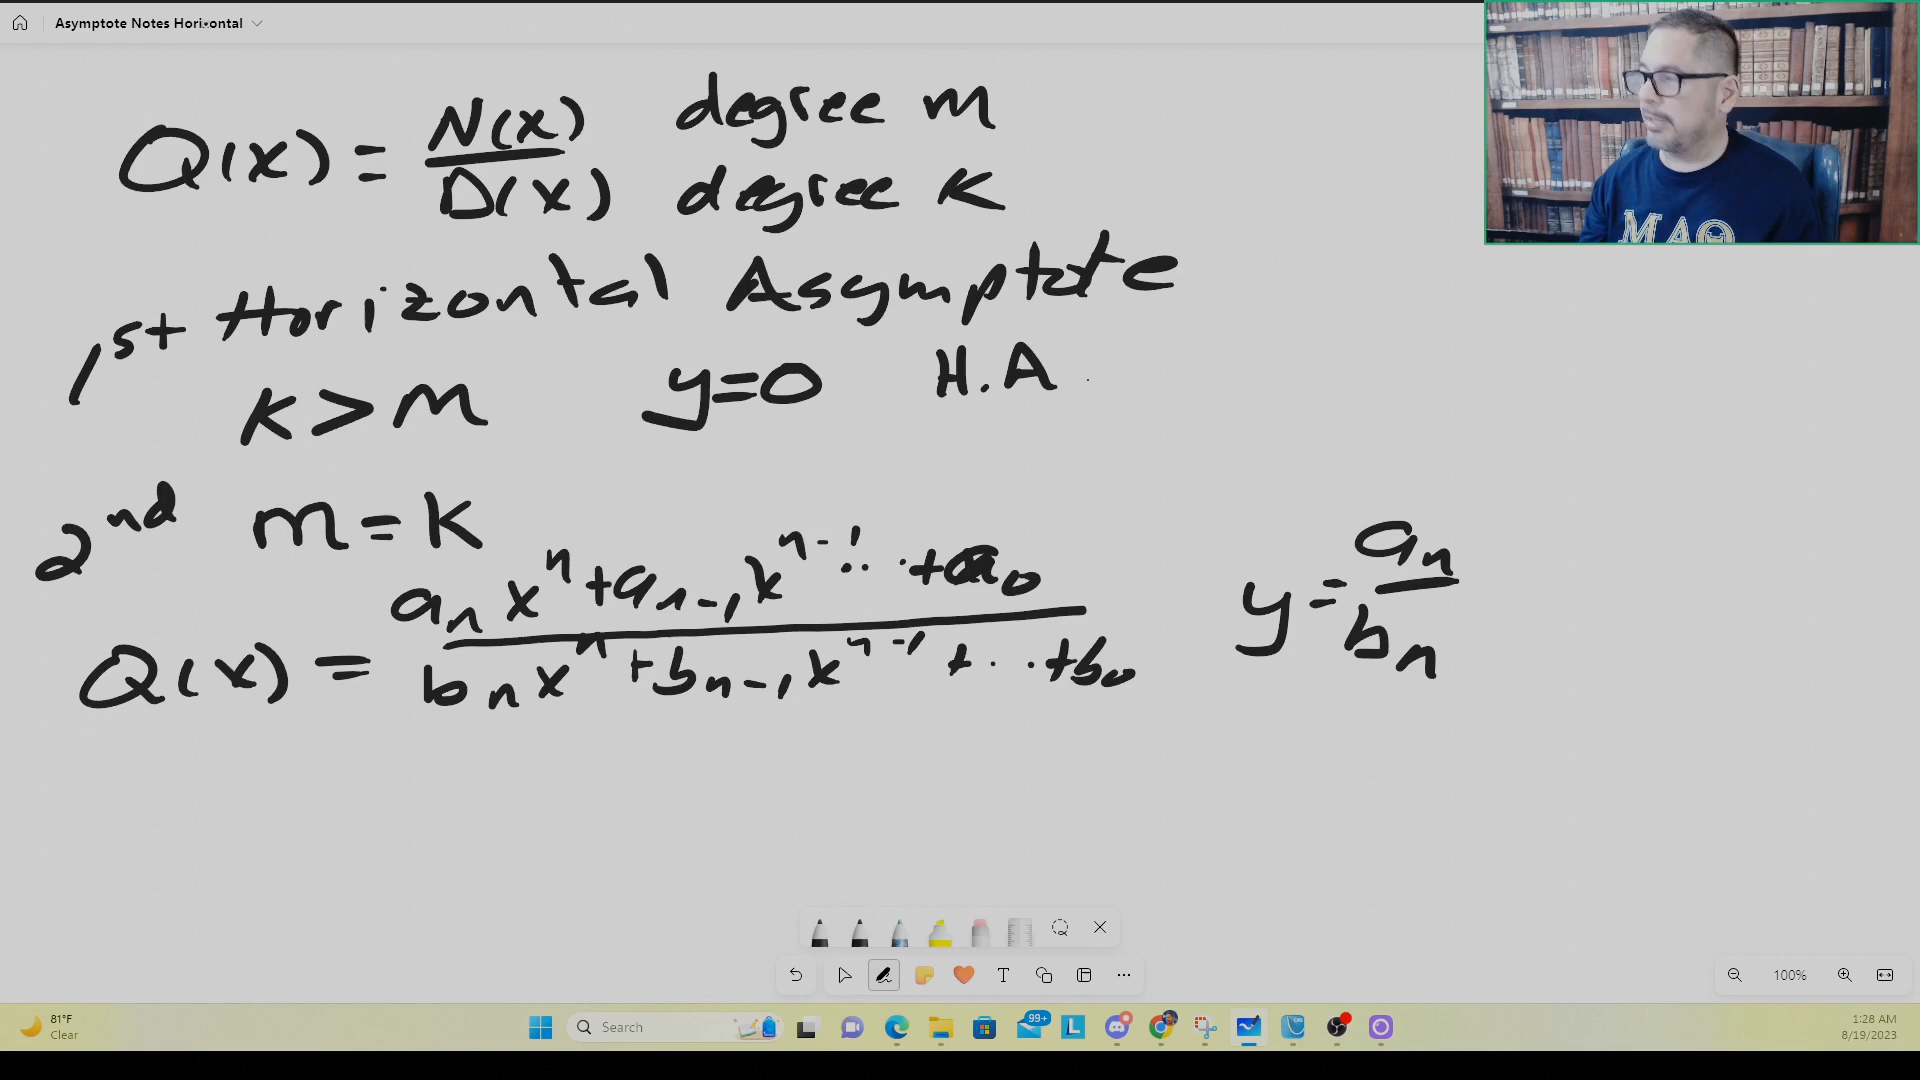 Asymptote Notes Horizontal
Q(x) = N(x)/D(x) degree m
degree K
1st Horizontal Asymptote
K > m y=0 H.A
2nd m = K
Q(x) = (aₙxⁿ + aₙ₋₁xⁿ⁻¹... + a₀)/(bₙxⁿ + bₙ₋₁xⁿ⁻¹ + ... + b₀) y = aₙ/bₙ
ΜΑΘ
T
100%
81°F
Clear
Search
99+
L
1:28 AM
8/19/2023